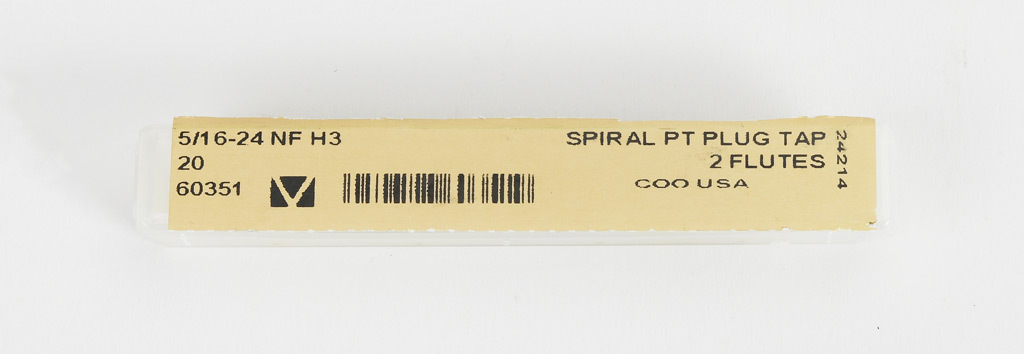 5/16-24 NF H3
20
60351
SPIRAL PT PLUG TAP
2 FLUTES
COO USA
24214